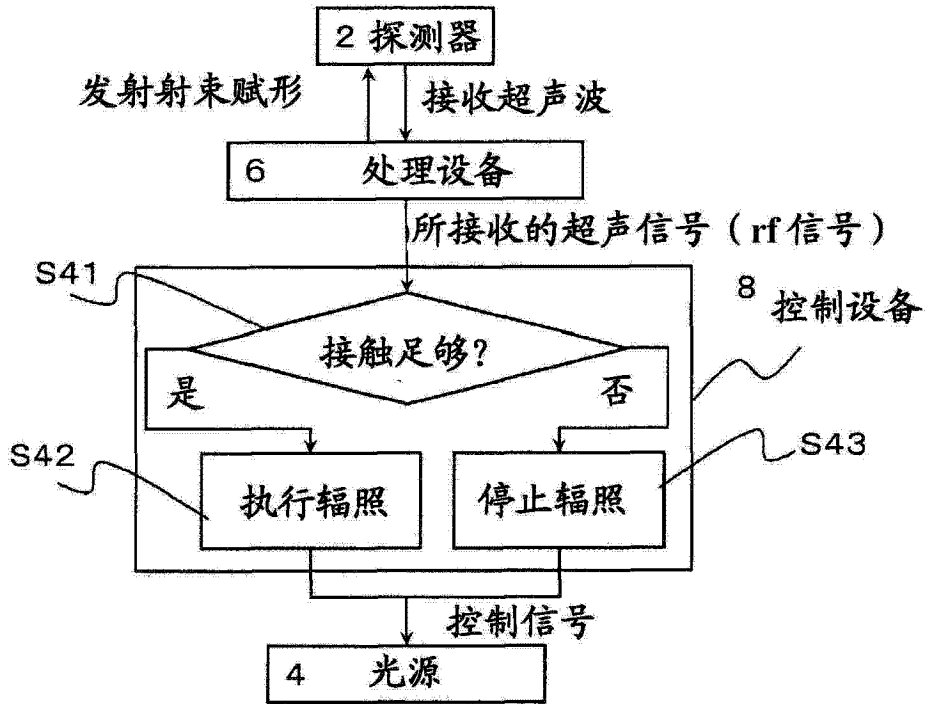 2 探测器
发射射束赋形
接收超声波
6 处理设备
所接收的超声信号（rf 信号）
S41
8 控制设备
接触足够?
是
否
S42
S43
执行辐照
停止辐照
控制信号
4 光源